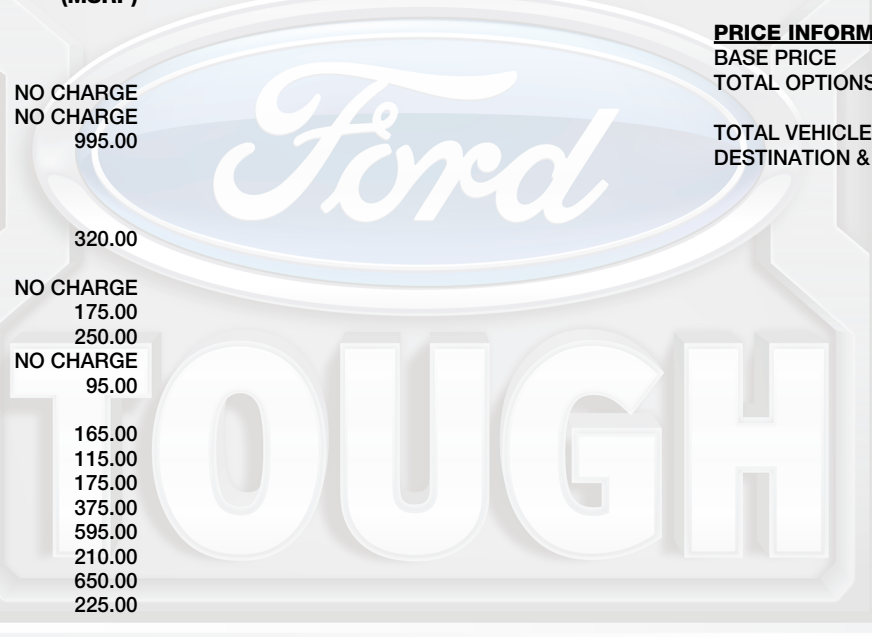 (MSRP)
NO CHARGE
NO CHARGE
995.00
320.00
NO CHARGE
175.00
250.00
NO CHARGE
95.00
165.00
115.00
175.00
375.00
595.00
210.00
650.00
225.00
PRICE INFORM
BASE PRICE
TOTAL OPTIONS
TOTAL VEHICLE
DESTINATION &
Ford
TOUGH